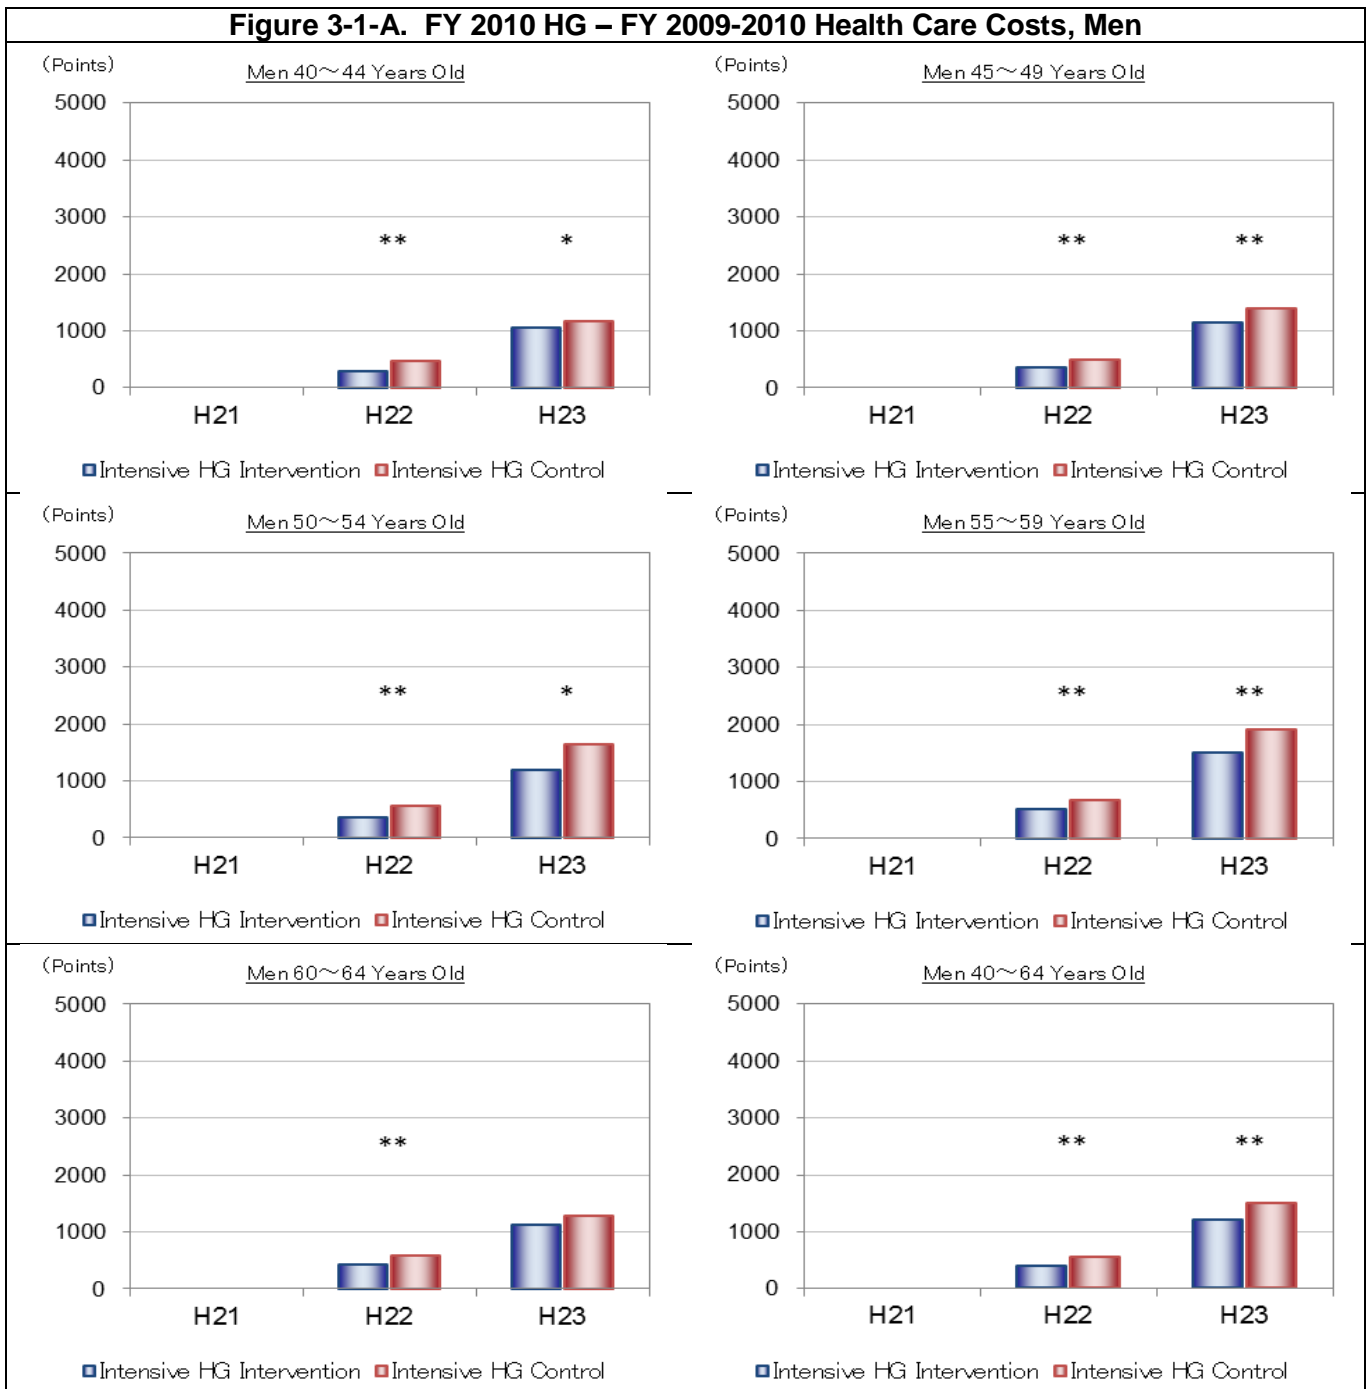 Figure 3-1-A.  FY 2010 HG – FY 2009-2010 Health Care Costs, Men
(Points)
Men 40～44 Years Old
5000
4000
3000
2000
1000
0
** *
H21 H22 H23
Intensive HG Intervention Intensive HG Control
(Points)
Men 45～49 Years Old
5000
4000
3000
2000
1000
0
** **
H21 H22 H23
Intensive HG Intervention Intensive HG Control
(Points)
Men 50～54 Years Old
5000
4000
3000
2000
1000
0
** *
H21 H22 H23
Intensive HG Intervention Intensive HG Control
(Points)
Men 55～59 Years Old
5000
4000
3000
2000
1000
0
** **
H21 H22 H23
Intensive HG Intervention Intensive HG Control
(Points)
Men 60～64 Years Old
5000
4000
3000
2000
1000
0
**
H21 H22 H23
Intensive HG Intervention Intensive HG Control
(Points)
Men 40～64 Years Old
5000
4000
3000
2000
1000
0
** **
H21 H22 H23
Intensive HG Intervention Intensive HG Control